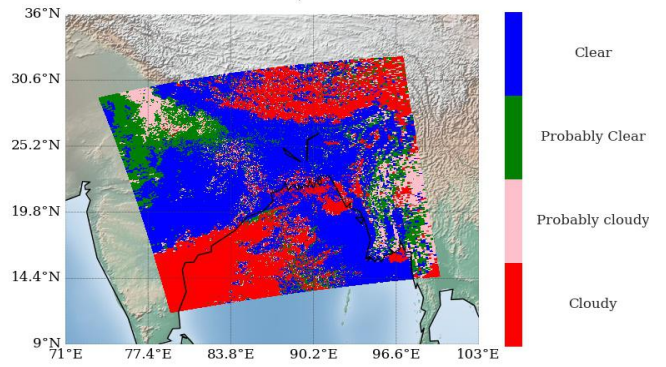 36°N
30.6°N
25.2°N
19.8°N
14.4°N
9°N
71°E 77.4°E 83.8°E 90.2°E 96.6°E 103°E
Clear
Probably Clear
Probably cloudy
Cloudy